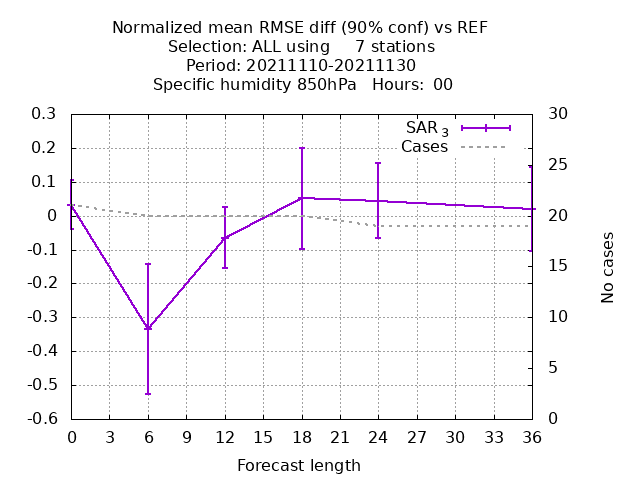 Normalized mean RMSE diff (90% conf) vs REF
Selection: ALL using     7 stations
Period: 20211110-20211130
Specific humidity 850hPa   Hours:  00
0.3
0.2
0.1
0
-0.1
-0.2
-0.3
-0.4
-0.5
-0.6
30
25
20
15
10
5
0
SAR 3
Cases
No cases
0 3 6 9 12 15 18 21 24 27 30 33 36
Forecast length